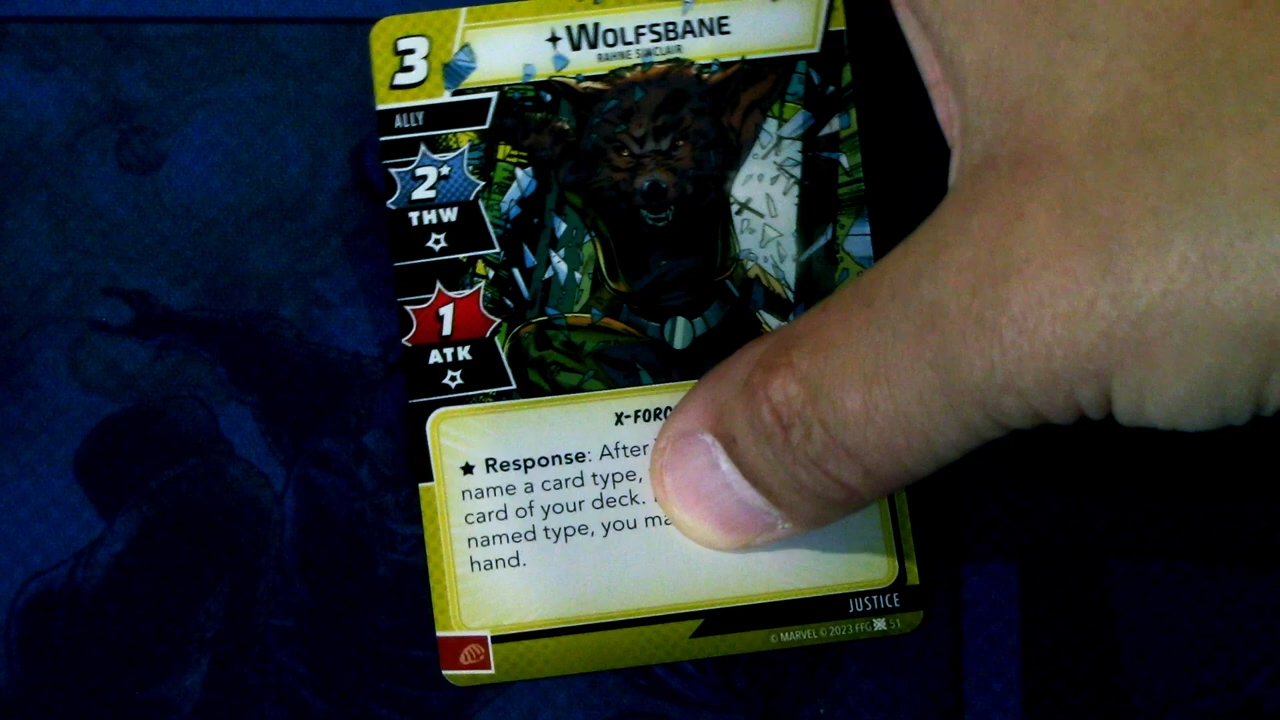 3
WOLFSBANE
RAHNE SINCLAIR
ALLY
2
THW
1
ATK
X-FORC
Response: After
name a card type,
card of your deck.
named type, you ma
hand.
JUSTICE
© MARVEL © 2023 FFG 51